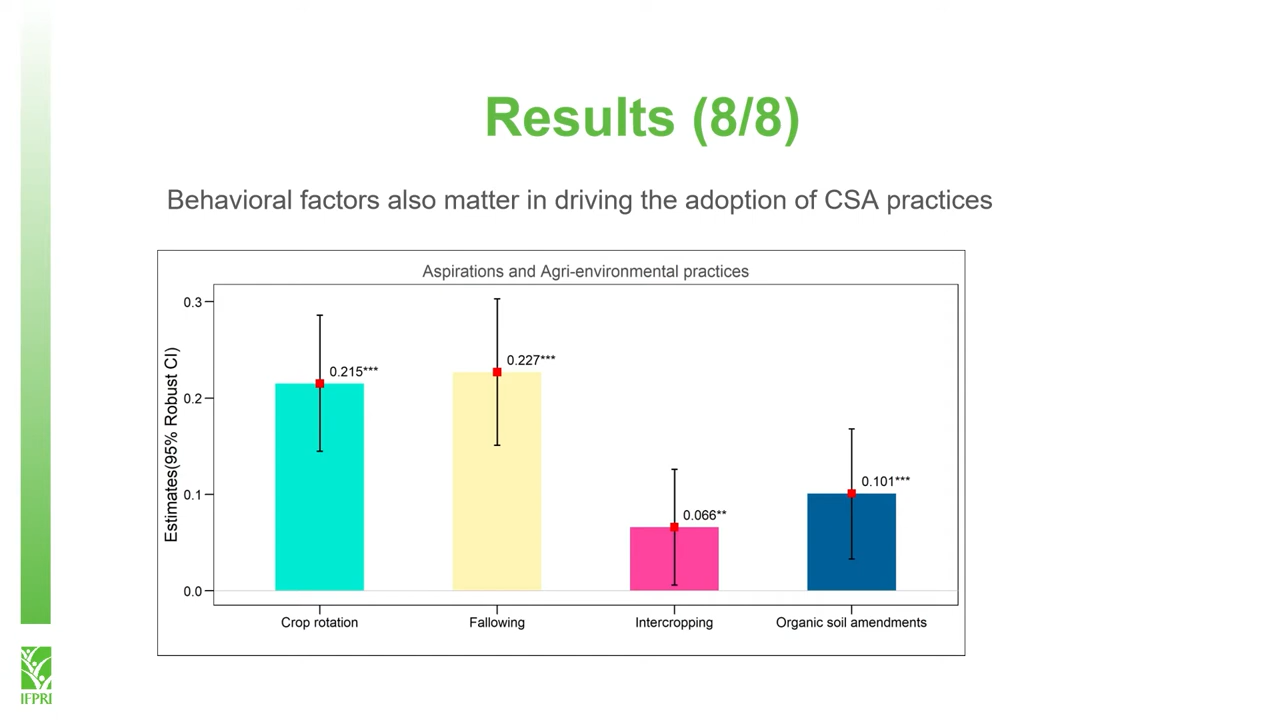 Results (8/8)
Behavioral factors also matter in driving the adoption of CSA practices
Aspirations and Agri-environmental practices
Estimates(95% Robust CI)
0.3
0.2
0.1
0.0
0.215***
0.227***
0.066**
0.101***
Crop rotation
Fallowing
Intercropping
Organic soil amendments
IFPRI